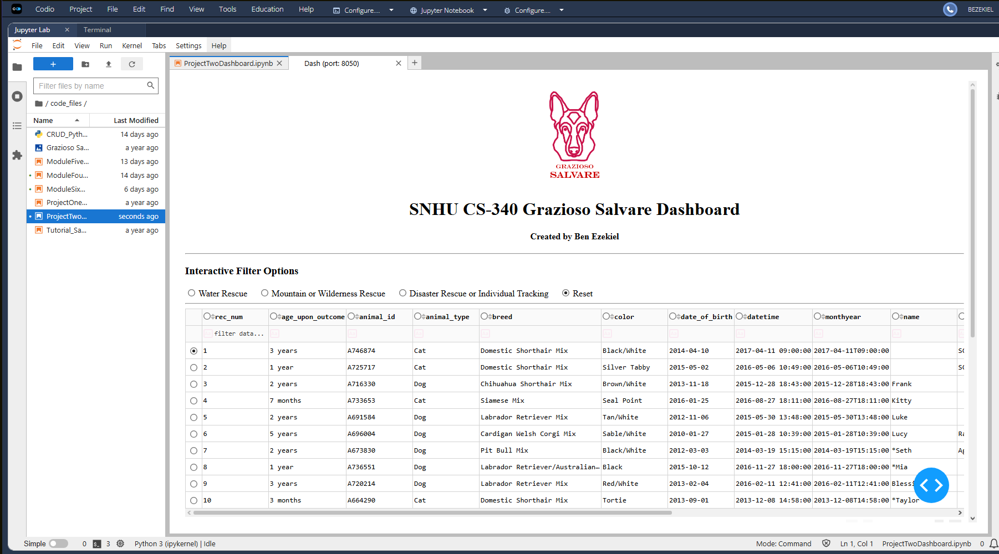 Codio Project File Edit Find View Tools Education Help Configure.... Jupyter Notebook Configure.... BEZEKIEL
Jupyter Lab Terminal
File Edit View Run Kernel Tabs Settings Help
ProjectTwoDashboard.ipynb Dash (port: 8050)
Filter files by name
/ code_files /
Name Last Modified
CRUD_Pyth... 14 days ago
Grazioso Sa... a year ago
ModuleFive... 13 days ago
ModuleFou... 14 days ago
ModuleSix... 6 days ago
ProjectOne... a year ago
ProjectTwo... seconds ago
Tutorial_Sa... a year ago
GRAZIOSO
SALVARE
SNHU CS-340 Grazioso Salvare Dashboard
Created by Ben Ezekiel
Interactive Filter Options
Water Rescue Mountain or Wilderness Rescue Disaster Rescue or Individual Tracking Reset
rec_num age_upon_outcome animal_id animal_type breed color date_of_birth datetime monthyear name
filter data...
1 3 years A746874 Cat Domestic Shorthair Mix Black/White 2014-04-10 2017-04-11 09:00:00 2017-04-11T09:00:00
2 1 year A725717 Cat Domestic Shorthair Mix Silver Tabby 2015-05-02 2016-05-06 10:49:00 2016-05-06T10:49:00
3 2 years A716330 Dog Chihuahua Shorthair Mix Brown/White 2013-11-18 2015-12-28 18:43:00 2015-12-28T18:43:00 Frank
4 7 months A733653 Cat Siamese Mix Seal Point 2016-01-25 2016-08-27 18:11:00 2016-08-27T18:11:00 Kitty
5 2 years A691584 Dog Labrador Retriever Mix Tan/White 2012-11-06 2015-05-30 13:48:00 2015-05-30T13:48:00 Luke
6 5 years A696004 Dog Cardigan Welsh Corgi Mix Sable/White 2010-01-27 2015-01-28 10:39:00 2015-01-28T10:39:00 Lucy
7 2 years A673830 Dog Pit Bull Mix Black/White 2012-03-03 2014-03-19 15:15:00 2014-03-19T15:15:00 *Seth
8 1 year A736551 Dog Labrador Retriever/Australian… Black 2015-10-12 2016-11-27 18:00:00 2016-11-27T18:00:00 *Mia
9 3 years A720214 Dog Labrador Retriever Mix Red/White 2013-02-04 2016-02-11 12:41:00 2016-02-11T12:41:00
10 3 months A664290 Cat Domestic Shorthair Mix Tortie 2013-09-01 2013-12-08 14:58:00 2013-12-08T14:58:00 *Taylor
Simple 0 3 Python 3 (ipykernel) | Idle Mode: Command Ln 1, Col 1 ProjectTwoDashboard.ipynb 0